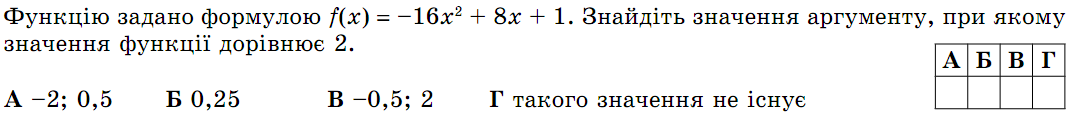 Функцію задано формулою f(x) = −16x² + 8x + 1. Знайдіть значення аргументу, при якому
значення функції дорівнює 2.
А Б В Г
А −2; 0,5 Б 0,25 В −0,5; 2 Г такого значення не існує